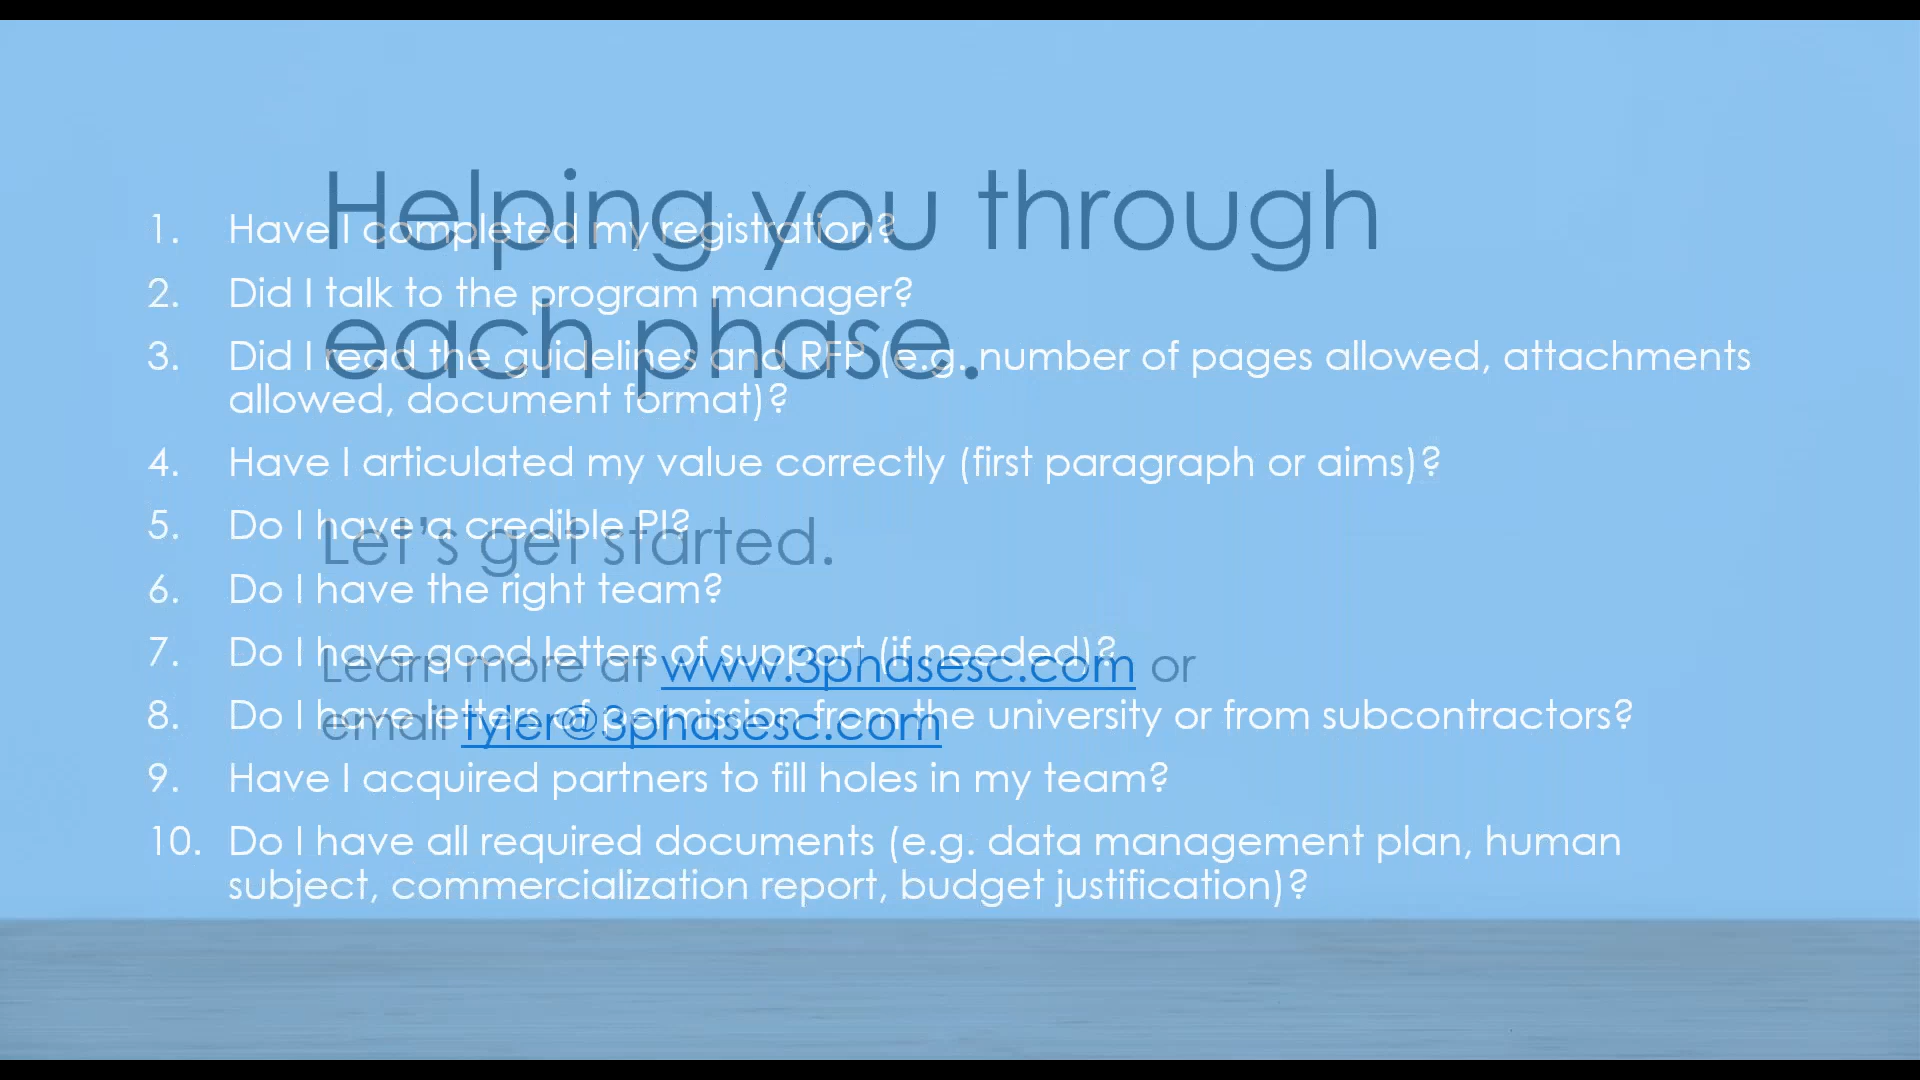 Helping you through
each phase.
Let's get started.
Learn more at www.3phasesc.com or
email tyler@3phasesc.com
1. Have I completed my registration?
2. Did I talk to the program manager?
3. Did I read the guidelines and RFP (e.g. number of pages allowed, attachments
allowed, document format)?
4. Have I articulated my value correctly (first paragraph or aims)?
5. Do I have a credible PI?
6. Do I have the right team?
7. Do I have good letters of support (if needed)?
8. Do I have letters of permission from the university or from subcontractors?
9. Have I acquired partners to fill holes in my team?
10. Do I have all required documents (e.g. data management plan, human
subject, commercialization report, budget justification)?